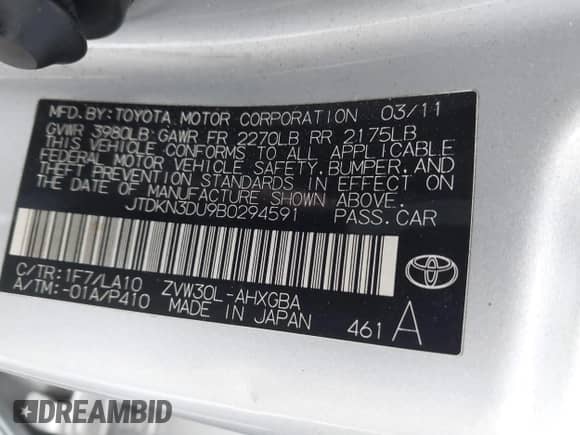 MFD.BY:TOYOTA MOTOR CORPORATION 03/11
GVWR 3980LB GAWR FR 2270LB RR 2175LB
THIS VEHICLE CONFORMS TO ALL APPLICABLE
FEDERAL MOTOR VEHICLE SAFETY,BUMPER,AND
THEFT PREVENTION STANDARDS IN EFFECT ON
THE DATE OF MANUFACTURE SHOWN ABOVE.
JTDKN3DU9B0294591 PASS.CAR
C/TR:1F7/LA10 ZVW30L-AHXGBA
A/TM:-01A/P410 MADE IN JAPAN
461 A
DREAMBID